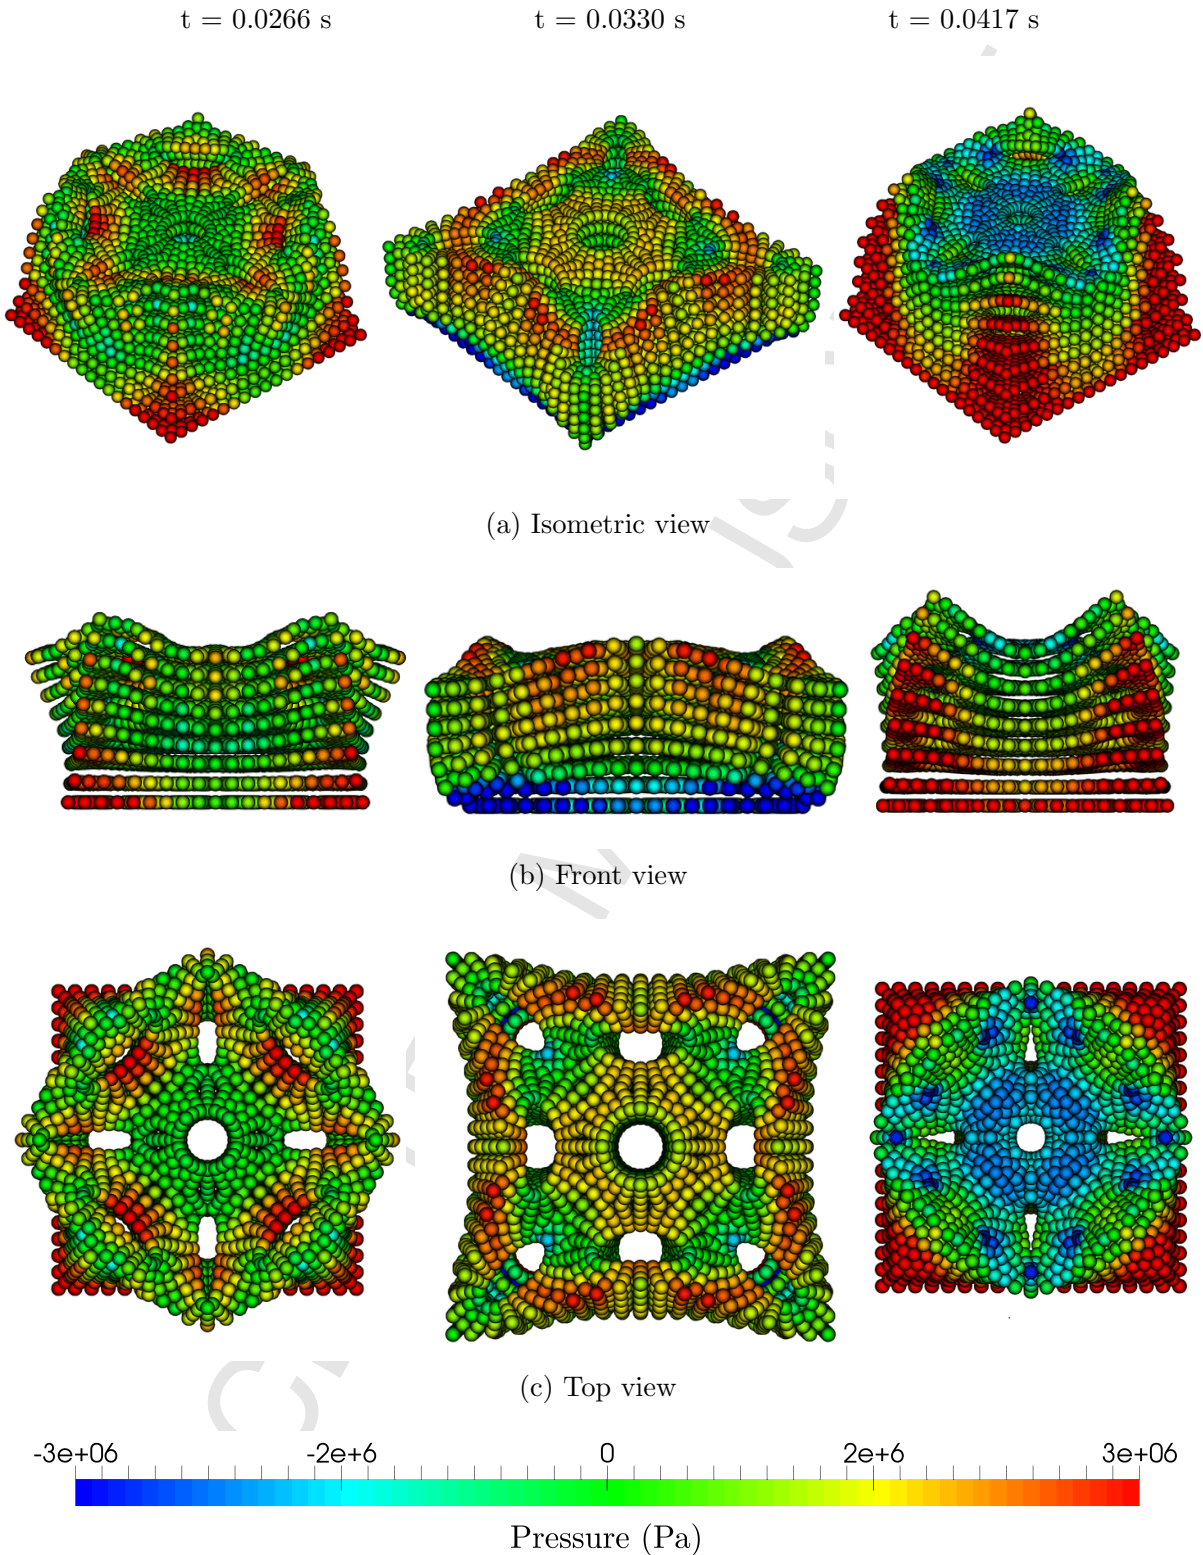 t = 0.0266 s
t = 0.0330 s
t = 0.0417 s
(a) Isometric view
(b) Front view
(c) Top view
-3e+06 -2e+6 0 2e+6 3e+06
Pressure (Pa)